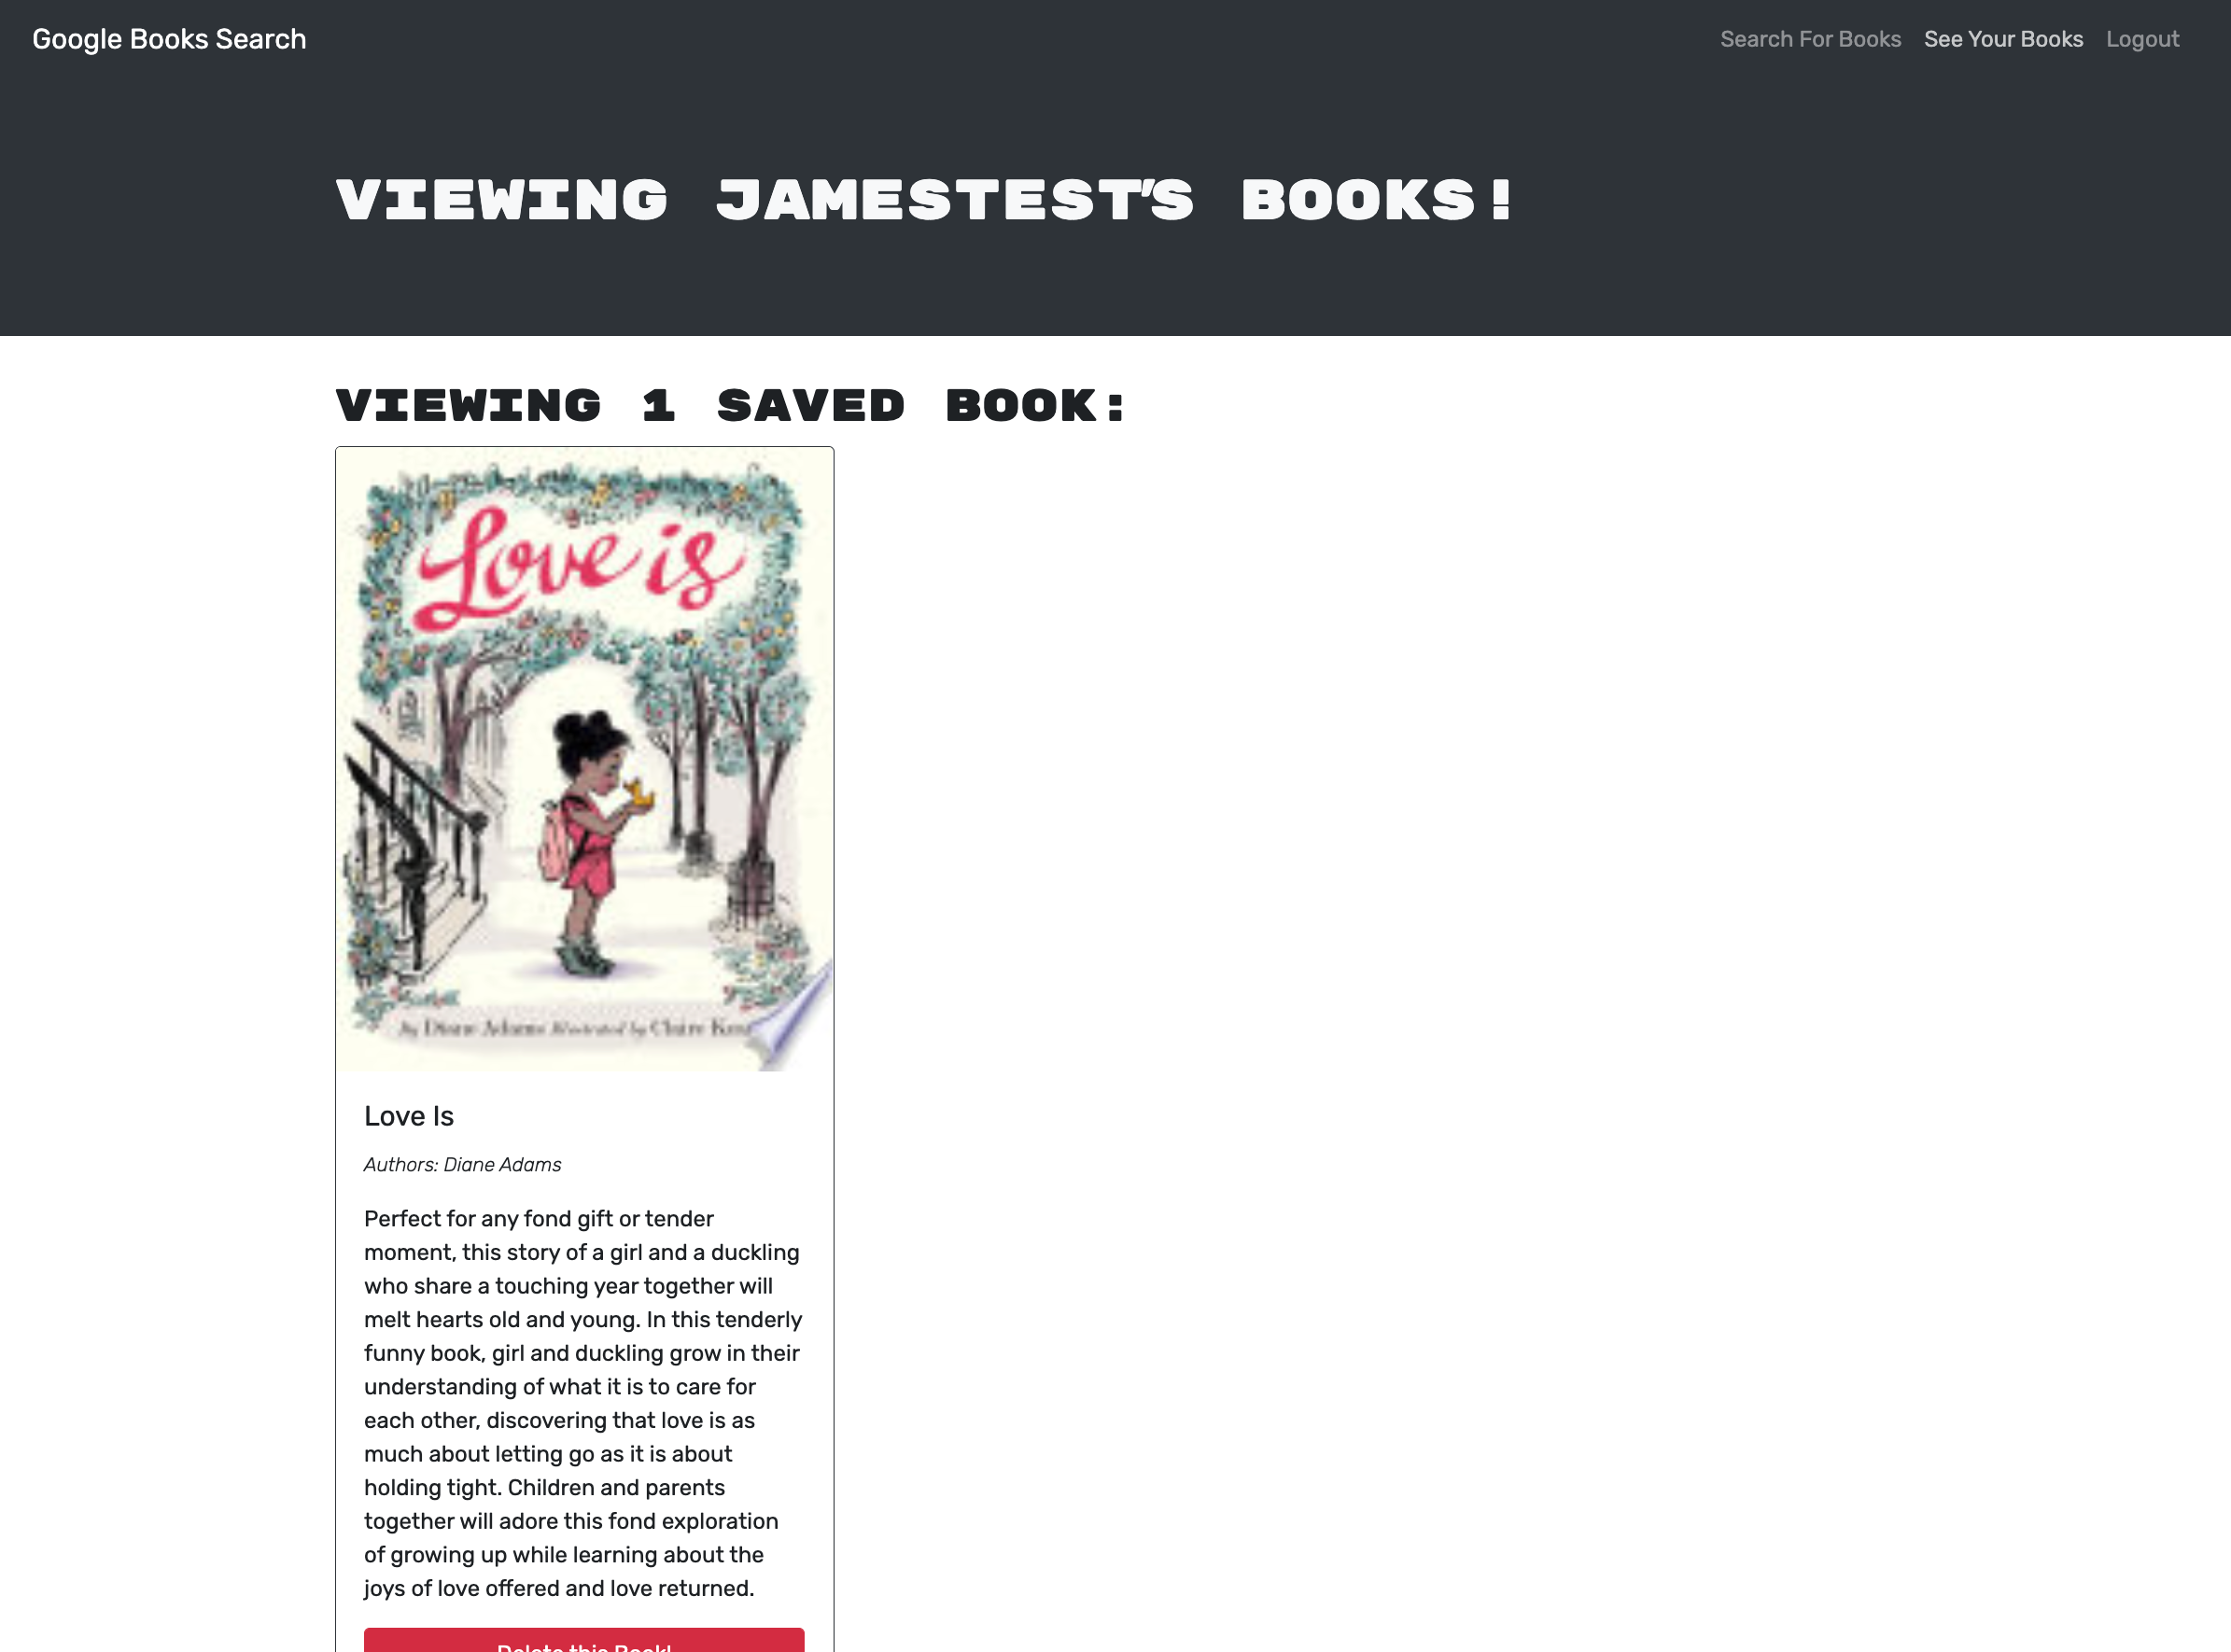 Google Books Search
Search For Books See Your Books Logout
VIEWING JAMESTEST'S BOOKS!
VIEWING 1 SAVED BOOK:
Love is
by Diane Adams illustrated by Claire
Love Is
Authors: Diane Adams
Perfect for any fond gift or tender
moment, this story of a girl and a duckling
who share a touching year together will
melt hearts old and young. In this tenderly
funny book, girl and duckling grow in their
understanding of what it is to care for
each other, discovering that love is as
much about letting go as it is about
holding tight. Children and parents
together will adore this fond exploration
of growing up while learning about the
joys of love offered and love returned.
Delete this Book!